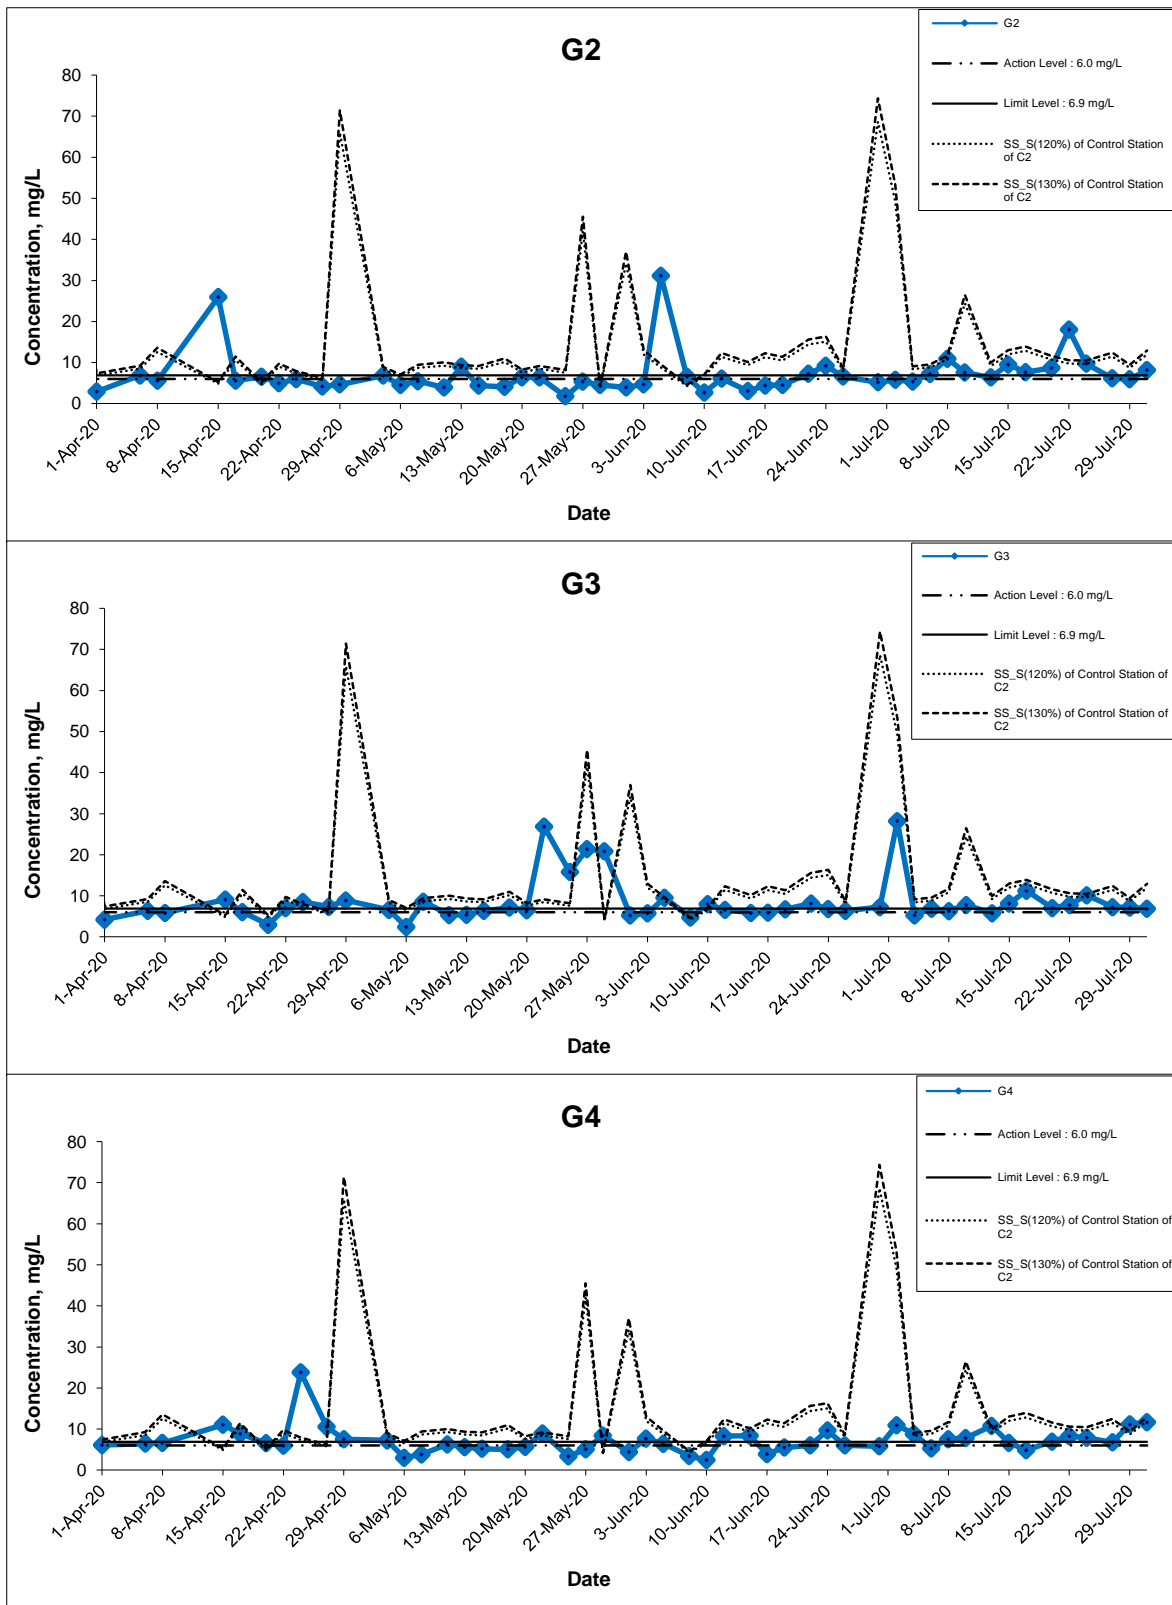 G2
G2
Action Level : 6.0 mg/L
Limit Level : 6.9 mg/L
SS_S(120%) of Control Station
of C2
SS_S(130%) of Control Station
of C2
Concentration, mg/L
80
70
60
50
40
30
20
10
0
1-Apr-20
8-Apr-20
15-Apr-20
22-Apr-20
29-Apr-20
6-May-20
13-May-20
20-May-20
27-May-20
3-Jun-20
10-Jun-20
17-Jun-20
24-Jun-20
1-Jul-20
8-Jul-20
15-Jul-20
22-Jul-20
29-Jul-20
Date
G3
G3
Action Level : 6.0 mg/L
Limit Level : 6.9 mg/L
SS_S(120%) of Control Station of
C2
SS_S(130%) of Control Station of
C2
Concentration, mg/L
80
70
60
50
40
30
20
10
0
1-Apr-20
8-Apr-20
15-Apr-20
22-Apr-20
29-Apr-20
6-May-20
13-May-20
20-May-20
27-May-20
3-Jun-20
10-Jun-20
17-Jun-20
24-Jun-20
1-Jul-20
8-Jul-20
15-Jul-20
22-Jul-20
29-Jul-20
Date
G4
G4
Action Level : 6.0 mg/L
Limit Level : 6.9 mg/L
SS_S(120%) of Control Station of
C2
SS_S(130%) of Control Station of
C2
Concentration, mg/L
80
70
60
50
40
30
20
10
0
1-Apr-20
8-Apr-20
15-Apr-20
22-Apr-20
29-Apr-20
6-May-20
13-May-20
20-May-20
27-May-20
3-Jun-20
10-Jun-20
17-Jun-20
24-Jun-20
1-Jul-20
8-Jul-20
15-Jul-20
22-Jul-20
29-Jul-20
Date